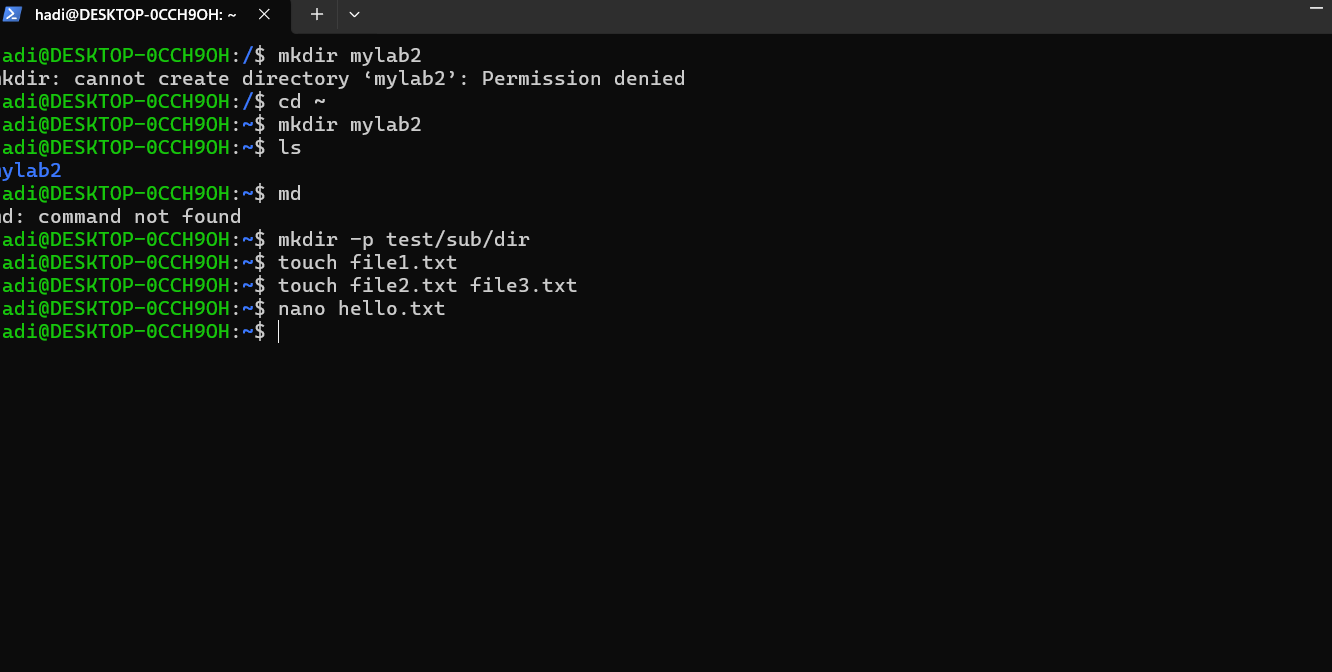 hadi@DESKTOP-0CCH9OH: ~
adi@DESKTOP-0CCH9OH:/$ mkdir mylab2
kdir: cannot create directory ‘mylab2’: Permission denied
adi@DESKTOP-0CCH9OH:/$ cd ~
adi@DESKTOP-0CCH9OH:~$ mkdir mylab2
adi@DESKTOP-0CCH9OH:~$ ls
ylab2
adi@DESKTOP-0CCH9OH:~$ md
d: command not found
adi@DESKTOP-0CCH9OH:~$ mkdir -p test/sub/dir
adi@DESKTOP-0CCH9OH:~$ touch file1.txt
adi@DESKTOP-0CCH9OH:~$ touch file2.txt file3.txt
adi@DESKTOP-0CCH9OH:~$ nano hello.txt
adi@DESKTOP-0CCH9OH:~$